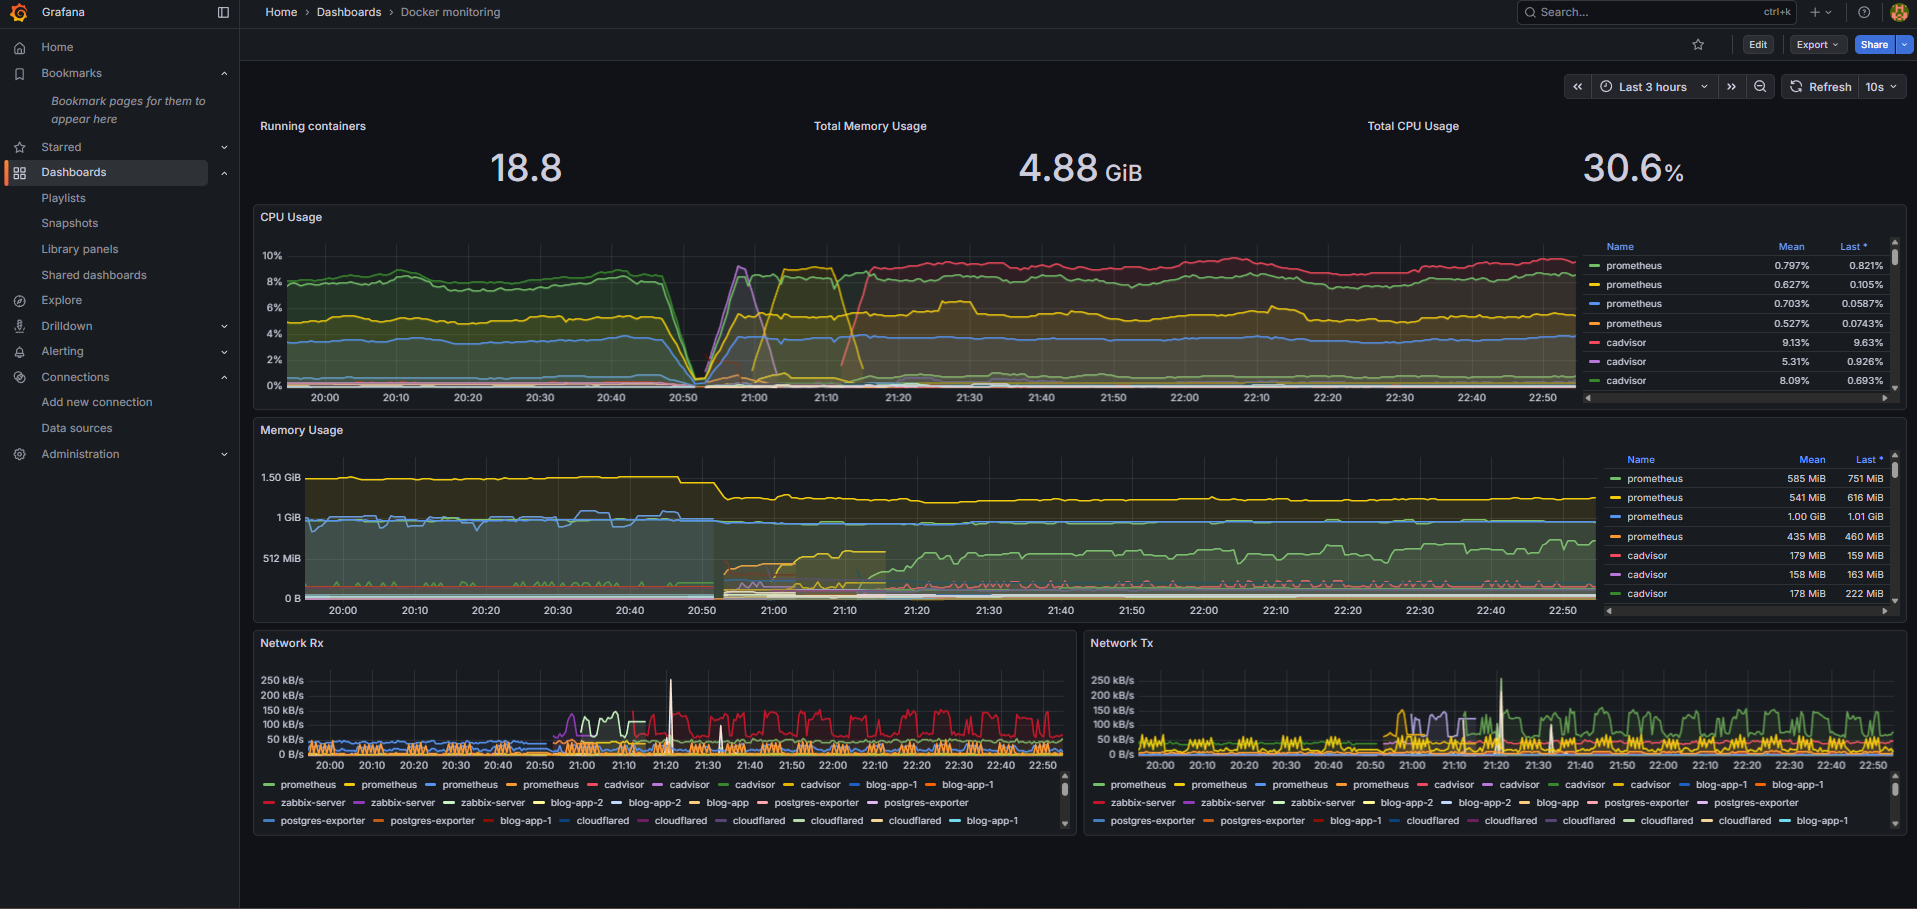 Grafana
Home › Dashboards › Docker monitoring
Search... ctrl+k
Edit Export Share
Home
Bookmarks
Bookmark pages for them to
appear here
Starred
Dashboards
Playlists
Snapshots
Library panels
Shared dashboards
Explore
Drilldown
Alerting
Connections
Add new connection
Data sources
Administration
Last 3 hours Refresh 10s
Running containers
18.8
Total Memory Usage
4.88 GiB
Total CPU Usage
30.6%
CPU Usage
10%
8%
6%
4%
2%
0%
20:00 20:10 20:20 20:30 20:40 20:50 21:00 21:10 21:20 21:30 21:40 21:50 22:00 22:10 22:20 22:30 22:40 22:50
Name Mean Last *
prometheus 0.797% 0.821%
prometheus 0.627% 0.105%
prometheus 0.703% 0.0587%
prometheus 0.527% 0.0743%
cadvisor 9.13% 9.63%
cadvisor 5.31% 0.926%
cadvisor 8.09% 0.693%
Memory Usage
1.50 GiB
1 GiB
512 MiB
0 B
20:00 20:10 20:20 20:30 20:40 20:50 21:00 21:10 21:20 21:30 21:40 21:50 22:00 22:10 22:20 22:30 22:40 22:50
Name Mean Last *
prometheus 585 MiB 751 MiB
prometheus 541 MiB 616 MiB
prometheus 1.00 GiB 1.01 GiB
prometheus 435 MiB 460 MiB
cadvisor 179 MiB 159 MiB
cadvisor 158 MiB 163 MiB
cadvisor 178 MiB 222 MiB
Network Rx
250 kB/s
200 kB/s
150 kB/s
100 kB/s
50 kB/s
0 B/s
20:00 20:10 20:20 20:30 20:40 20:50 21:00 21:10 21:20 21:30 21:40 21:50 22:00 22:10 22:20 22:30 22:40 22:50
prometheus prometheus prometheus prometheus cadvisor cadvisor cadvisor cadvisor blog-app-1 blog-app-1
zabbix-server zabbix-server zabbix-server blog-app-2 blog-app-2 blog-app postgres-exporter postgres-exporter
postgres-exporter postgres-exporter blog-app-1 cloudflared cloudflared cloudflared cloudflared cloudflared blog-app-1
Network Tx
250 kB/s
200 kB/s
150 kB/s
100 kB/s
50 kB/s
0 B/s
20:00 20:10 20:20 20:30 20:40 20:50 21:00 21:10 21:20 21:30 21:40 21:50 22:00 22:10 22:20 22:30 22:40 22:50
prometheus prometheus prometheus prometheus cadvisor cadvisor cadvisor cadvisor blog-app-1 blog-app-1
zabbix-server zabbix-server zabbix-server blog-app-2 blog-app-2 blog-app postgres-exporter postgres-exporter
postgres-exporter postgres-exporter blog-app-1 cloudflared cloudflared cloudflared cloudflared cloudflared blog-app-1